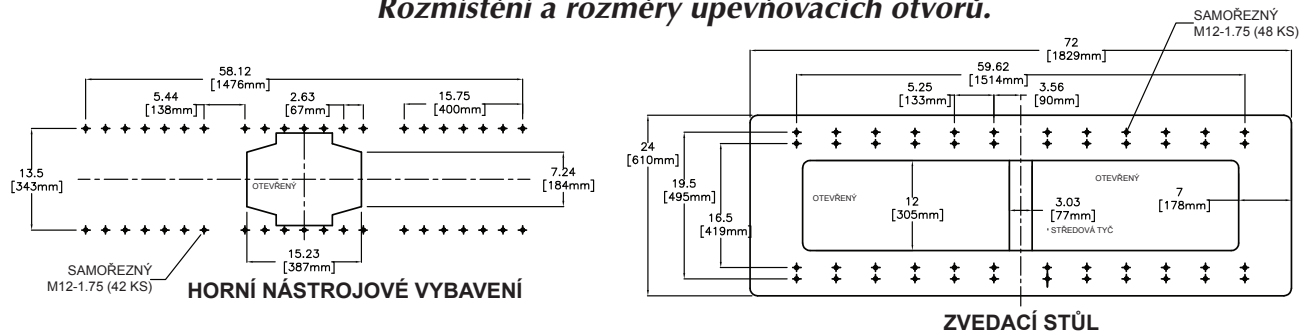 Rozmístění a rozměry upevňovacích otvorů.
58.12
[1476mm]
5.44
[138mm]
2.63
[67mm]
15.75
[400mm]
13.5
[343mm]
OTEVŘENÝ
7.24
[184mm]
15.23
[387mm]
SAMOŘEZNÝ
M12-1.75 (42 KS)
HORNÍ NÁSTROJOVÉ VYBAVENÍ
SAMOŘEZNÝ
M12-1.75 (48 KS)
72
[1829mm]
59.62
[1514mm]
5.25
[133mm]
3.56
[90mm]
24
[610mm]
19.5
[495mm]
16.5
[419mm]
OTEVŘENÝ
12
[305mm]
OTEVŘENÝ
3.03
[77mm]
* STŘEDOVÁ TYČ
7
[178mm]
ZVEDACÍ STŮL